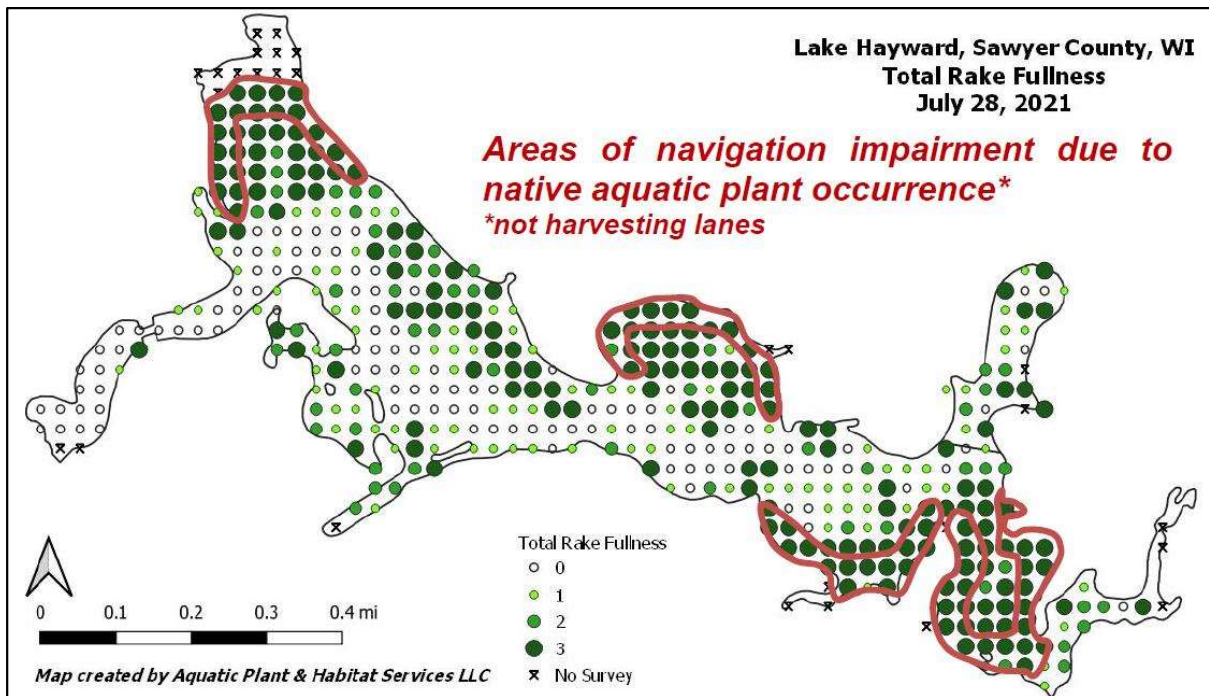 Lake Hayward, Sawyer County, WI
Total Rake Fullness
July 28, 2021
Areas of navigation impairment due to
native aquatic plant occurrence*
*not harvesting lanes
Total Rake Fullness
0
1
2
3
No Survey
0 0.1 0.2 0.3 0.4 mi
Map created by Aquatic Plant & Habitat Services LLC